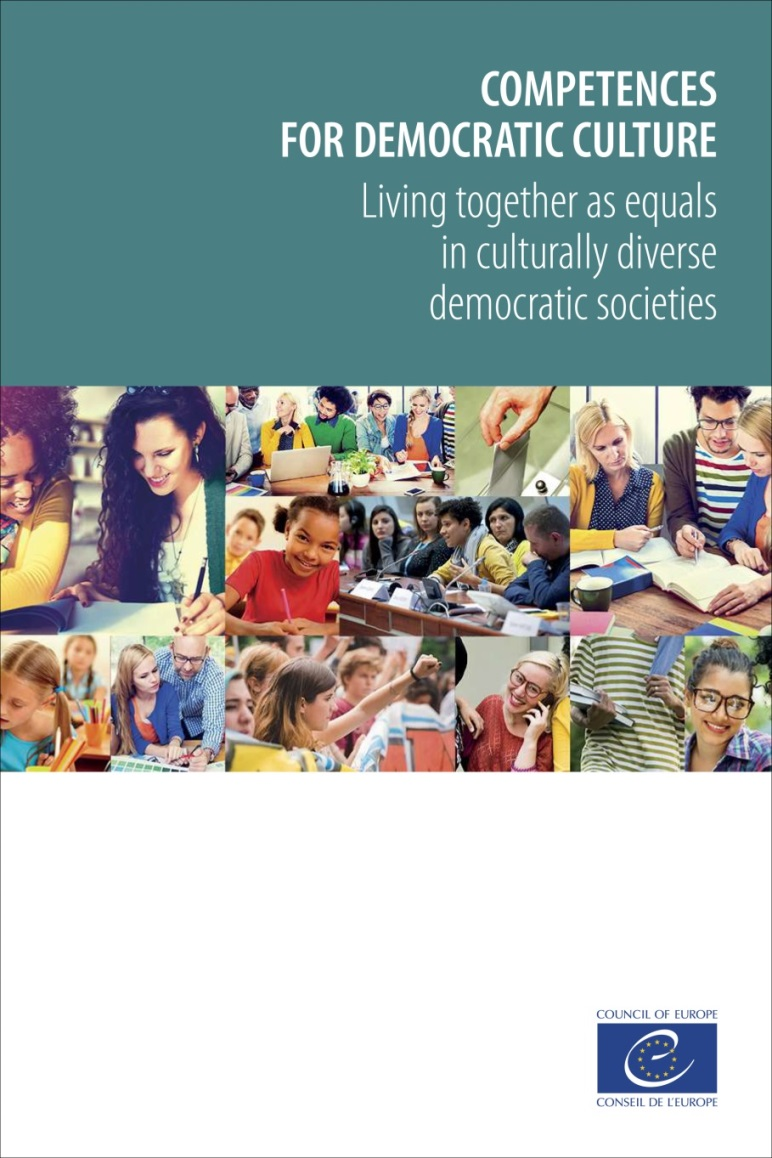 COMPETENCES
FOR DEMOCRATIC CULTURE
Living together as equals
in culturally diverse
democratic societies
COUNCIL OF EUROPE
CONSEIL DE L'EUROPE